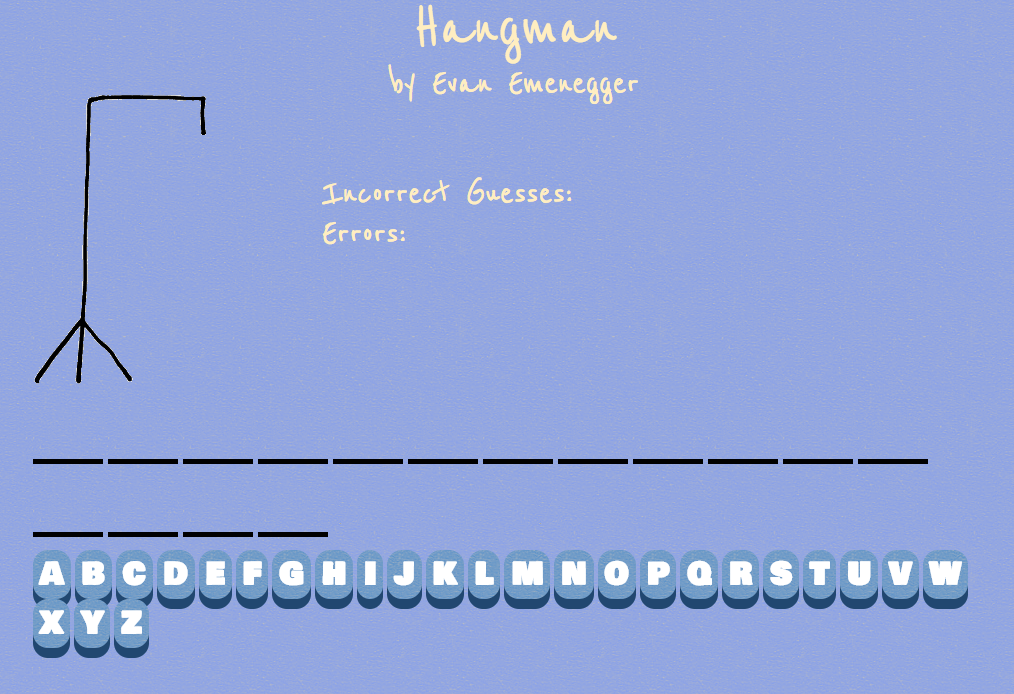 Hangman
by Evan Emenegger
Incorrect Guesses:
Errors:
A B C D E F G H I J K L M N O P Q R S T U V W
X Y Z